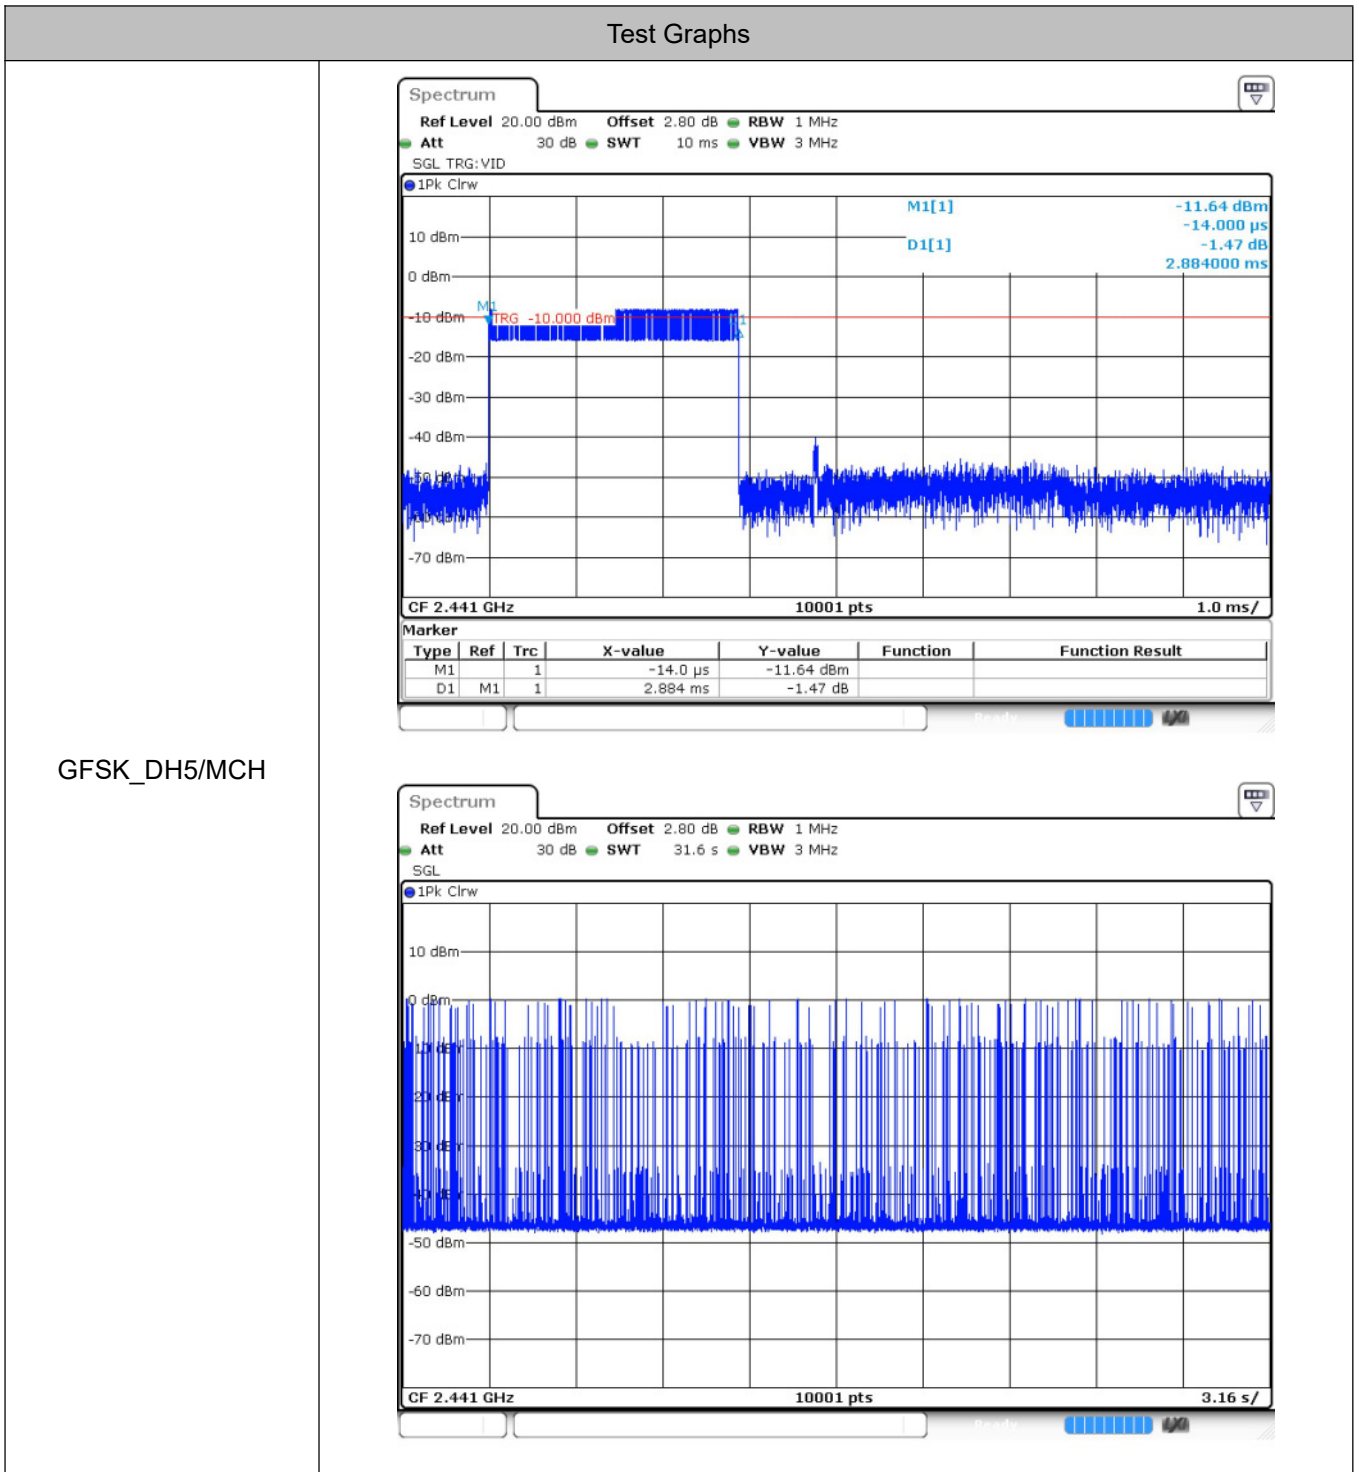 Test Graphs
GFSK_DH5/MCH
Spectrum
Ref Level 20.00 dBm Offset 2.80 dB RBW 1 MHz
Att 30 dB SWT 10 ms VBW 3 MHz
SGL TRG:VID
1Pk Clrw
M1[1] -11.64 dBm
-14.000 µs
D1[1] -1.47 dB
2.884000 ms
10 dBm
0 dBm
M1
-10 dBm
TRG -10.000 dBm
-20 dBm
-30 dBm
-40 dBm
-70 dBm
CF 2.441 GHz 10001 pts 1.0 ms/
Marker
Type Ref Trc X-value Y-value Function Function Result
M1 1 -14.0 µs -11.64 dBm
D1 M1 1 2.884 ms -1.47 dB
Ready
Spectrum
Ref Level 20.00 dBm Offset 2.80 dB RBW 1 MHz
Att 30 dB SWT 31.6 s VBW 3 MHz
SGL
1Pk Clrw
10 dBm
0 dBm
-50 dBm
-60 dBm
-70 dBm
CF 2.441 GHz 10001 pts 3.16 s/
Ready